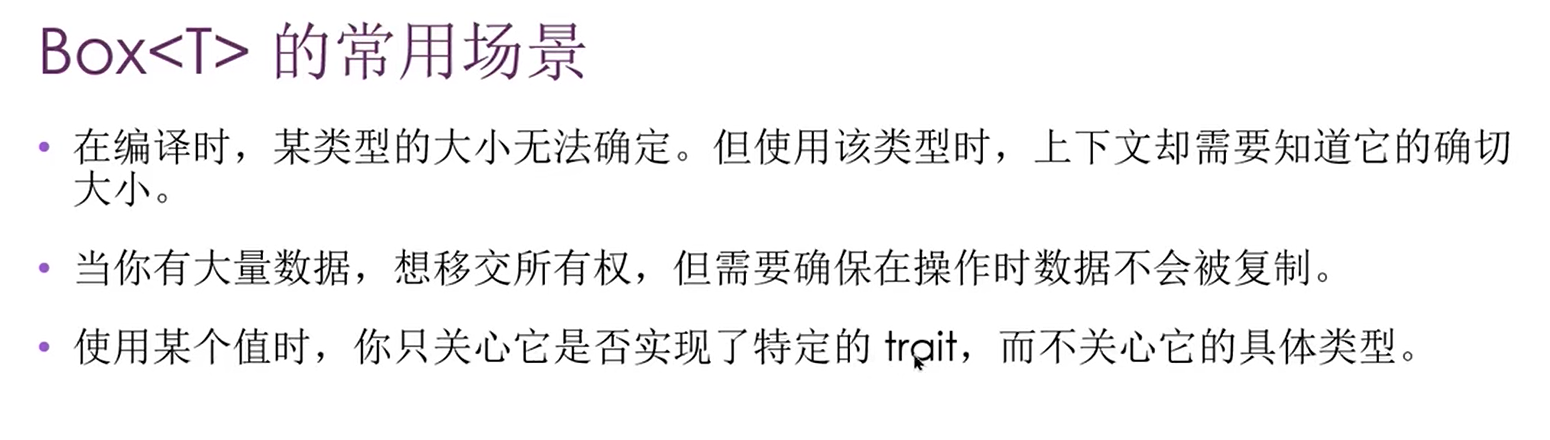 Box<T> 的常用场景
• 在编译时，某类型的大小无法确定。但使用该类型时，上下文却需要知道它的确切
大小。
• 当你有大量数据，想移交所有权，但需要确保在操作时数据不会被复制。
• 使用某个值时，你只关心它是否实现了特定的 trait，而不关心它的具体类型。